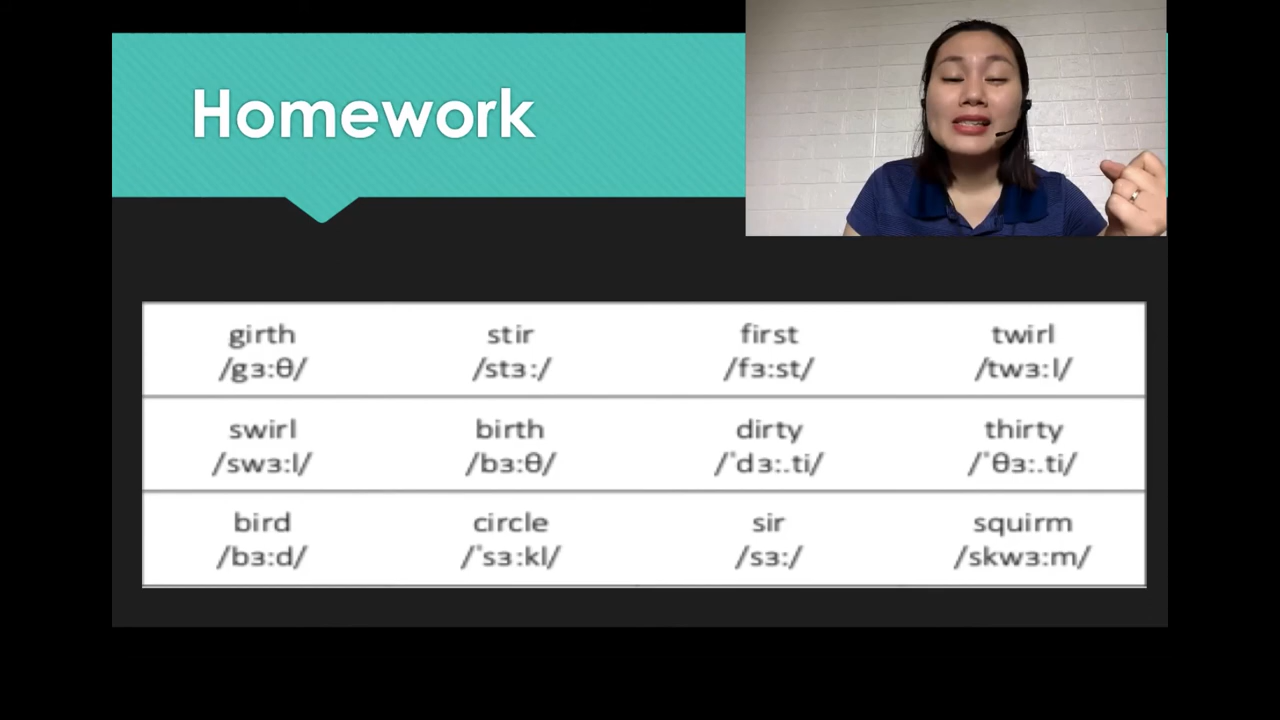 Homework
girth stir first twirl
/gɜ:θ/ /stɜ:/ /fɜ:st/ /twɜ:l/
swirl birth dirty thirty
/swɜ:l/ /bɜ:θ/ /ˈdɜ:.ti/ /ˈθɜ:.ti/
bird circle sir squirm
/bɜ:d/ /ˈsɜ:kl/ /sɜ:/ /skwɜ:m/